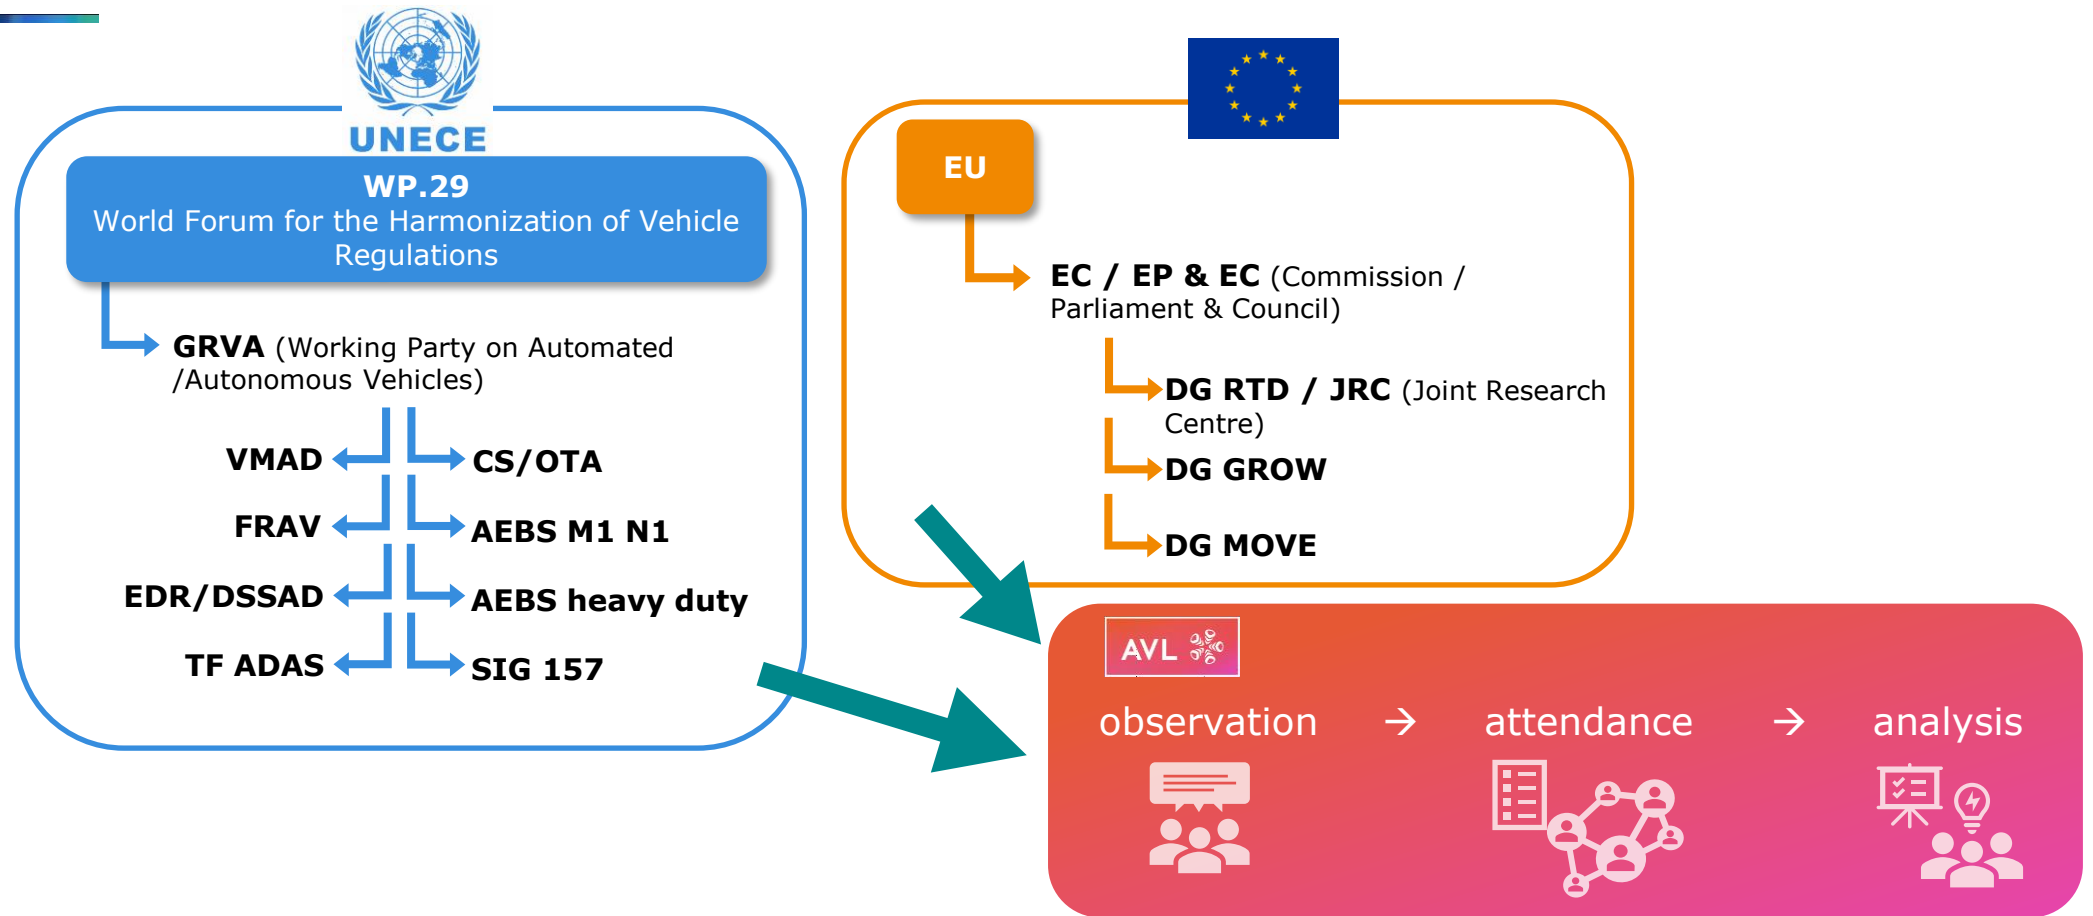 UNECE
WP.29
World Forum for the Harmonization of Vehicle
Regulations
GRVA (Working Party on Automated
/Autonomous Vehicles)
VMAD
CS/OTA
FRAV
AEBS M1 N1
EDR/DSSAD
AEBS heavy duty
TF ADAS
SIG 157
EU
EC / EP & EC (Commission /
Parliament & Council)
DG RTD / JRC (Joint Research
Centre)
DG GROW
DG MOVE
AVL
observation → attendance → analysis